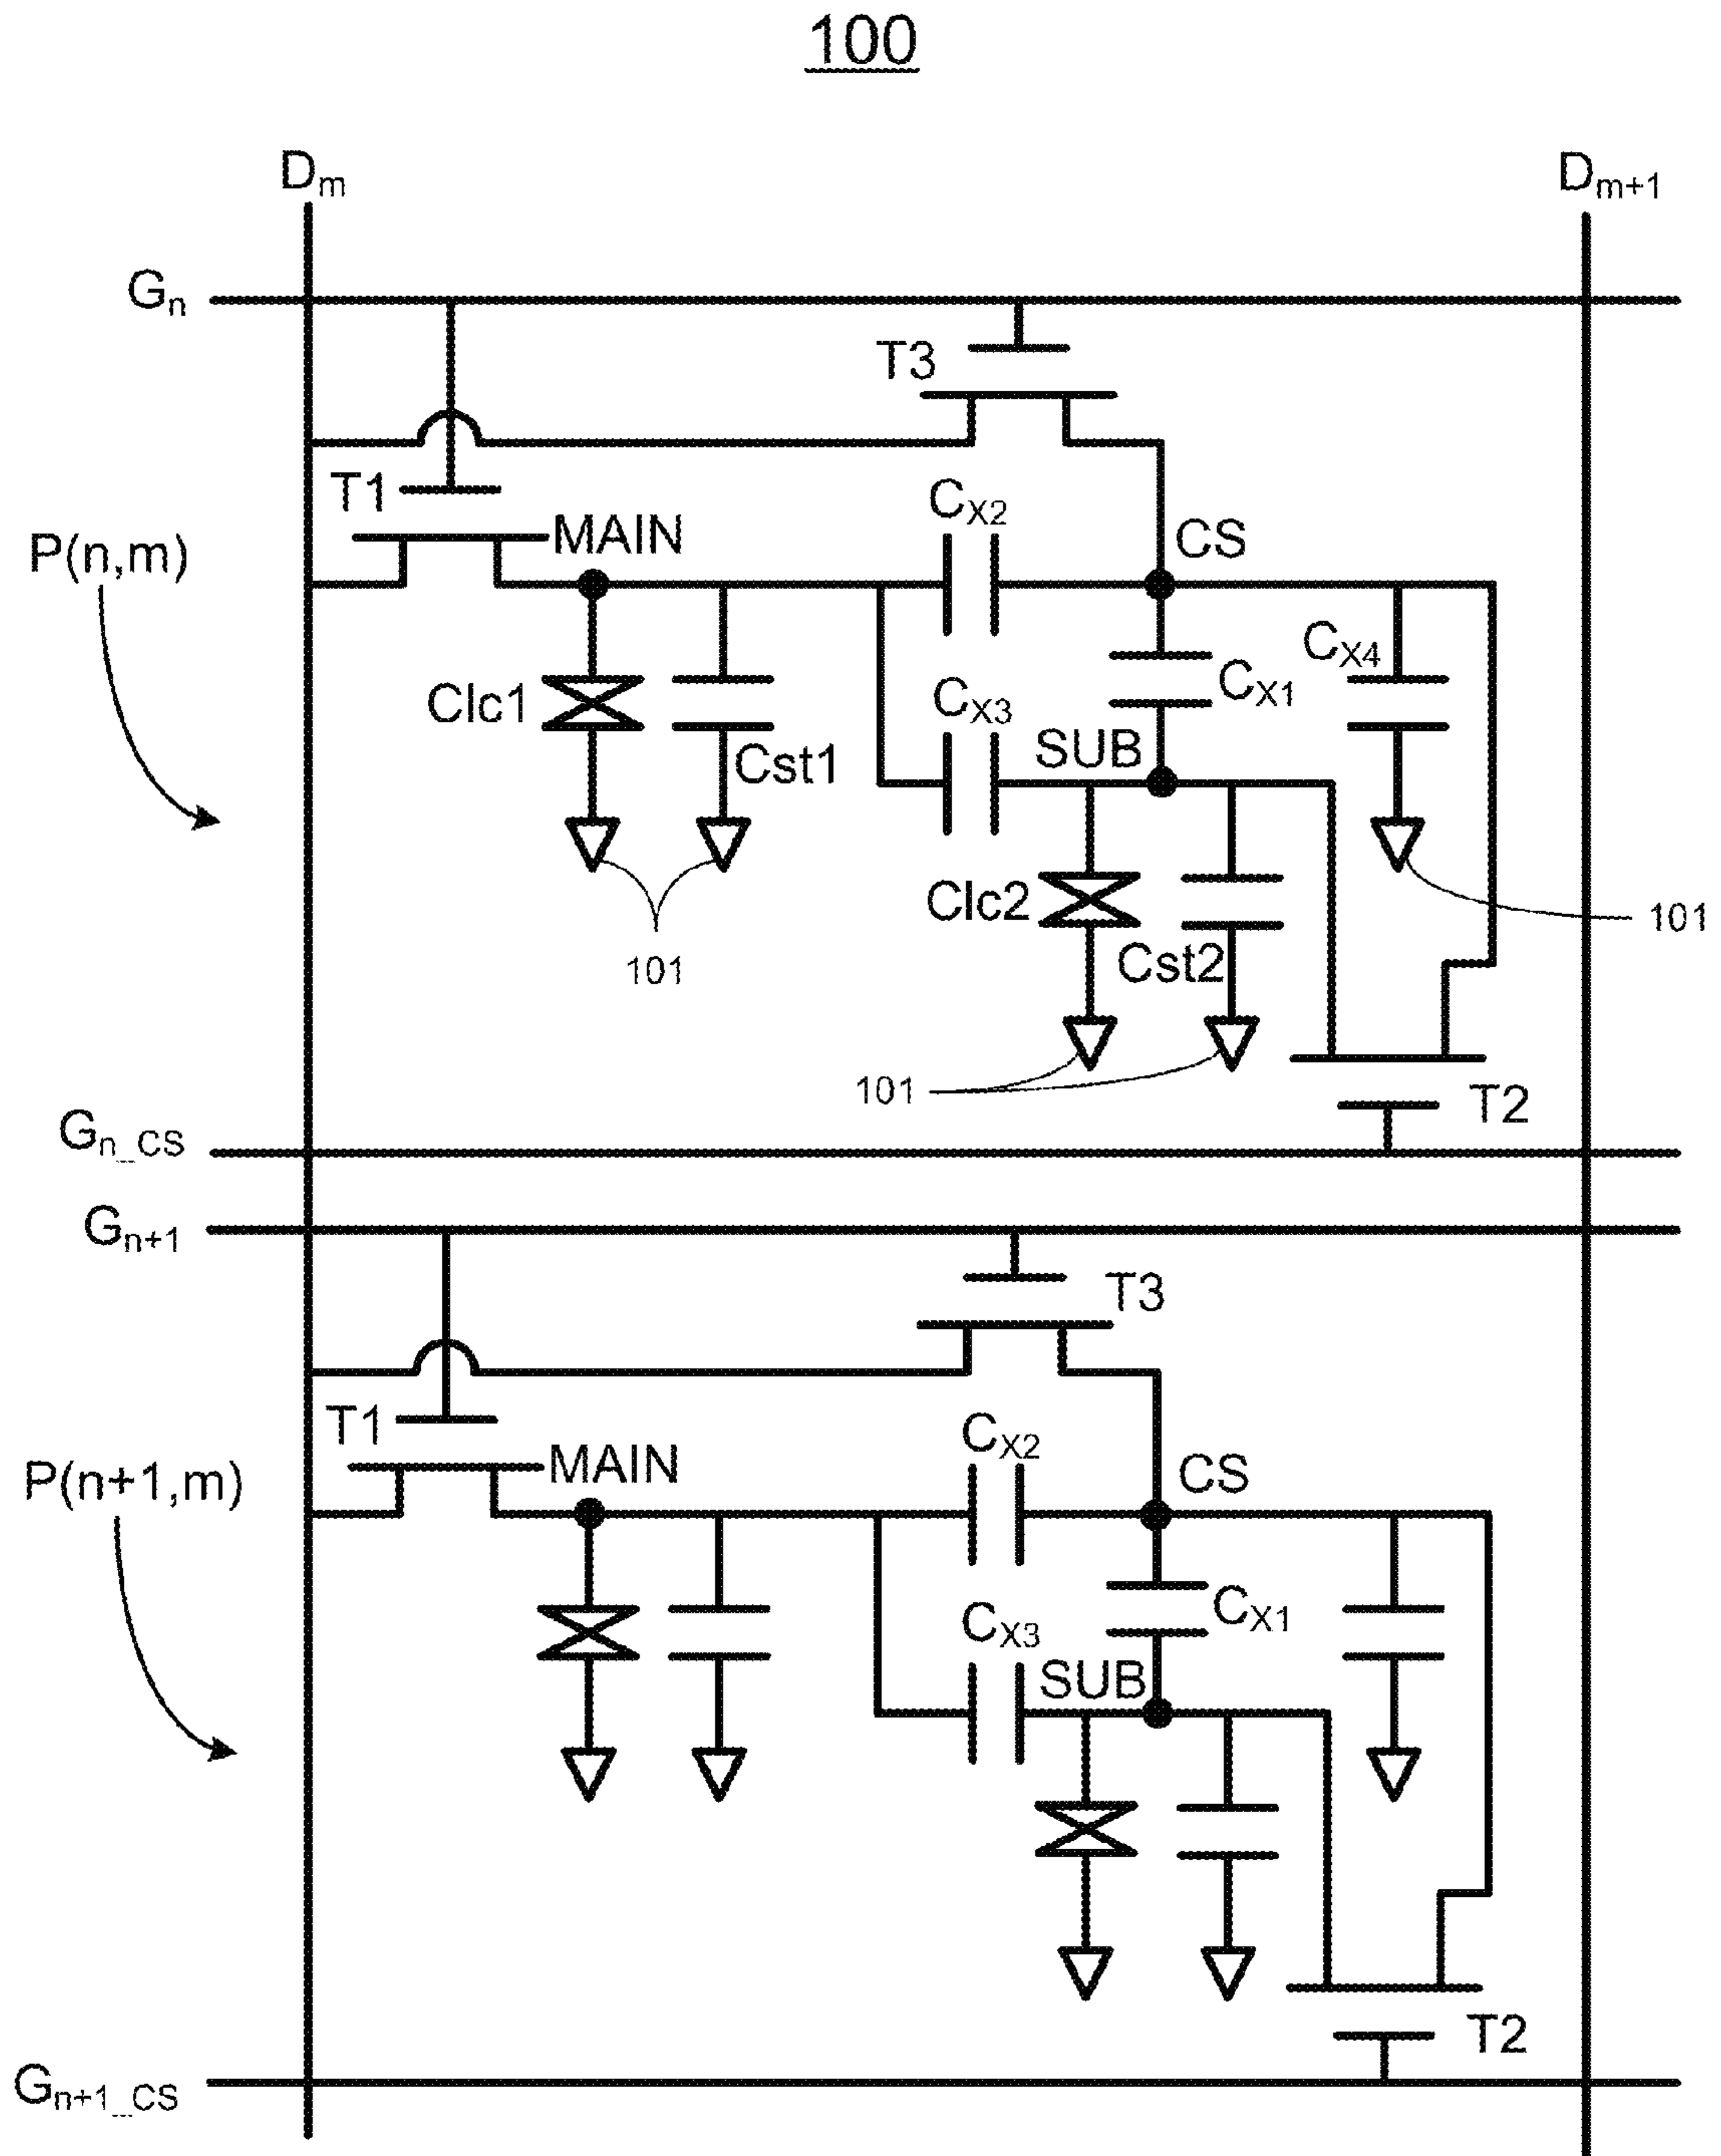 100
Dm
Dm+1
Gn
T3
T1
MAIN
CX2
CS
P(n,m)
CX4
Clc1
CX3
CX1
SUB
Cst1
Clc2
101
Cst2
101
101
T2
Gn_CS
Gn+1
T3
T1
MAIN
CX2
CS
P(n+1,m)
CX3
CX1
SUB
T2
Gn+1_CS